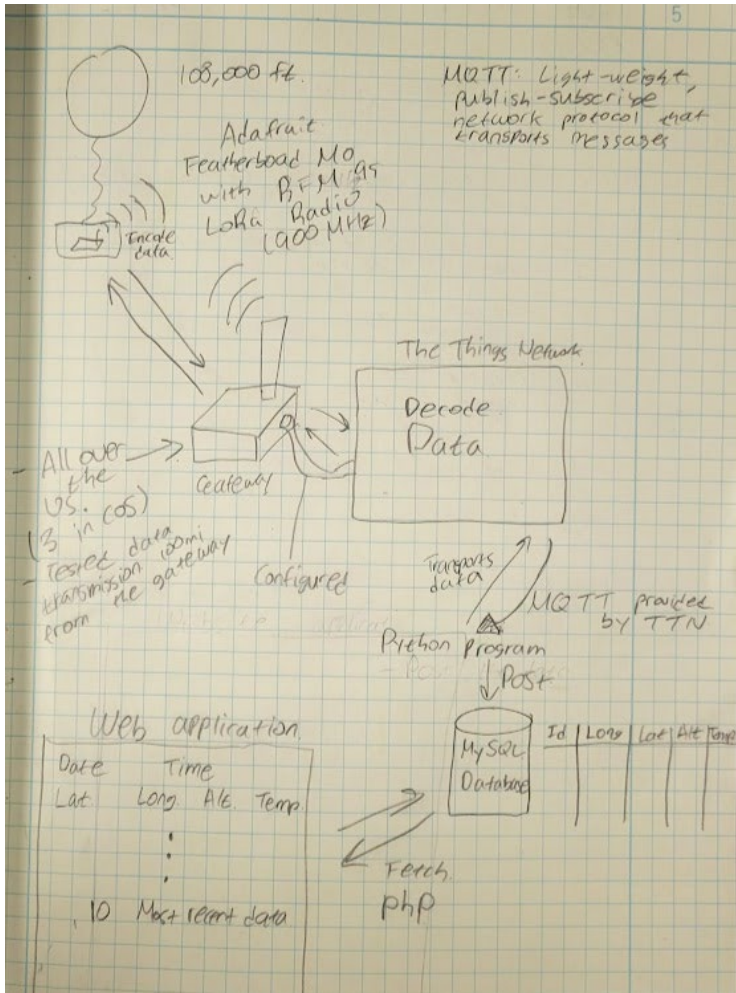 5
108,000 ft.
MQTT: Light-weight,
publish-subscribe
network protocol that
transports messages
Adafruit
Featherboad M0
with RFM 95
LoRa Radio
(900 MHz)
Encode
data
The Things Network
Decode
Data
Gateway
- All over
the
US.
(3 in COS)
- Tested data
transmission 100mi
from the gateway
Configured
Transports
data
MQTT provided
by TTN
Python Program
Post
MySQL
Database
Id Long Lat Alt Temp
Web application
Date Time
Lat Long. Alt. Temp
10 Most recent data
Fetch
php